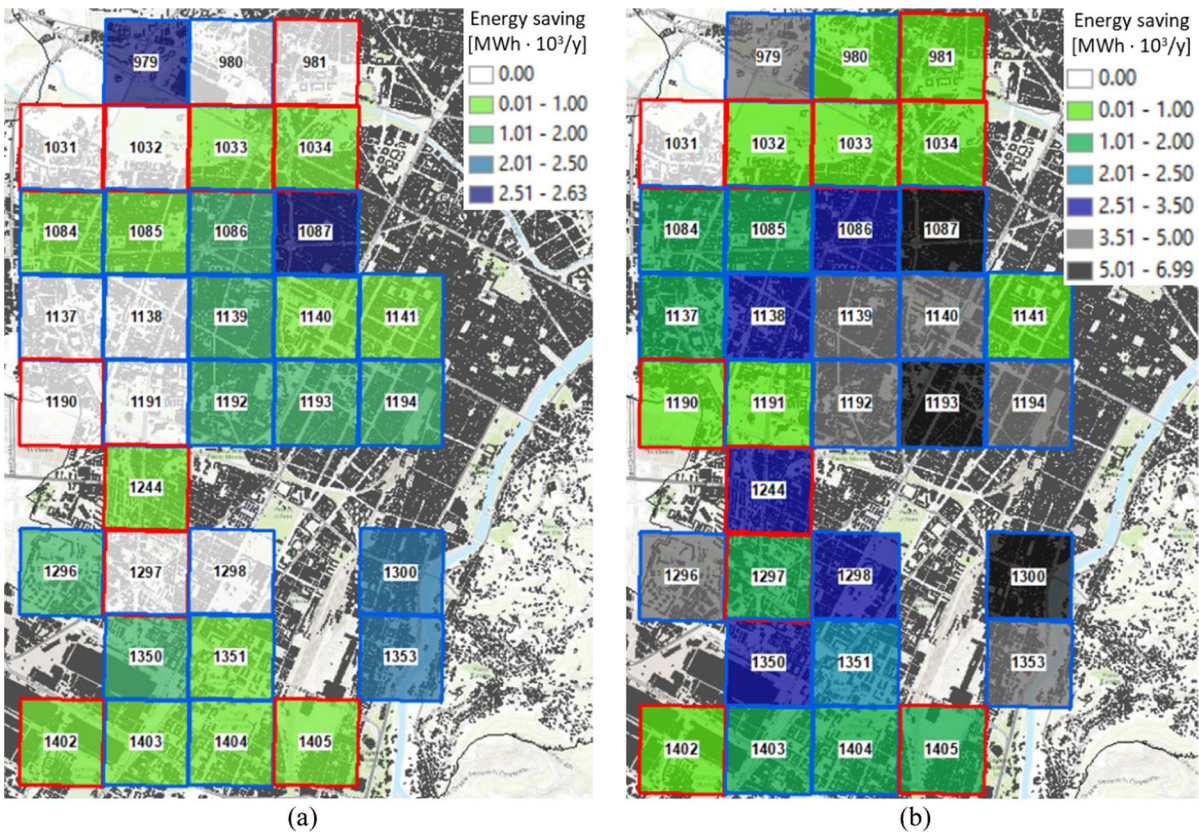 Energy saving
[MWh · 10³/y]
0.00
0.01 - 1.00
1.01 - 2.00
2.01 - 2.50
2.51 - 2.63
979 980 981
1031 1032 1033 1034
1084 1085 1086 1087
1137 1138 1139 1140 1141
1190 1191 1192 1193 1194
1244
1296 1297 1298 1300
1350 1351 1353
1402 1403 1404 1405
(a)
Energy saving
[MWh · 10³/y]
0.00
0.01 - 1.00
1.01 - 2.00
2.01 - 2.50
2.51 - 3.50
3.51 - 5.00
5.01 - 6.99
979 980 981
1031 1032 1033 1034
1084 1085 1086 1087
1137 1138 1139 1140 1141
1190 1191 1192 1193 1194
1244
1296 1297 1298 1300
1350 1351 1353
1402 1403 1404 1405
(b)